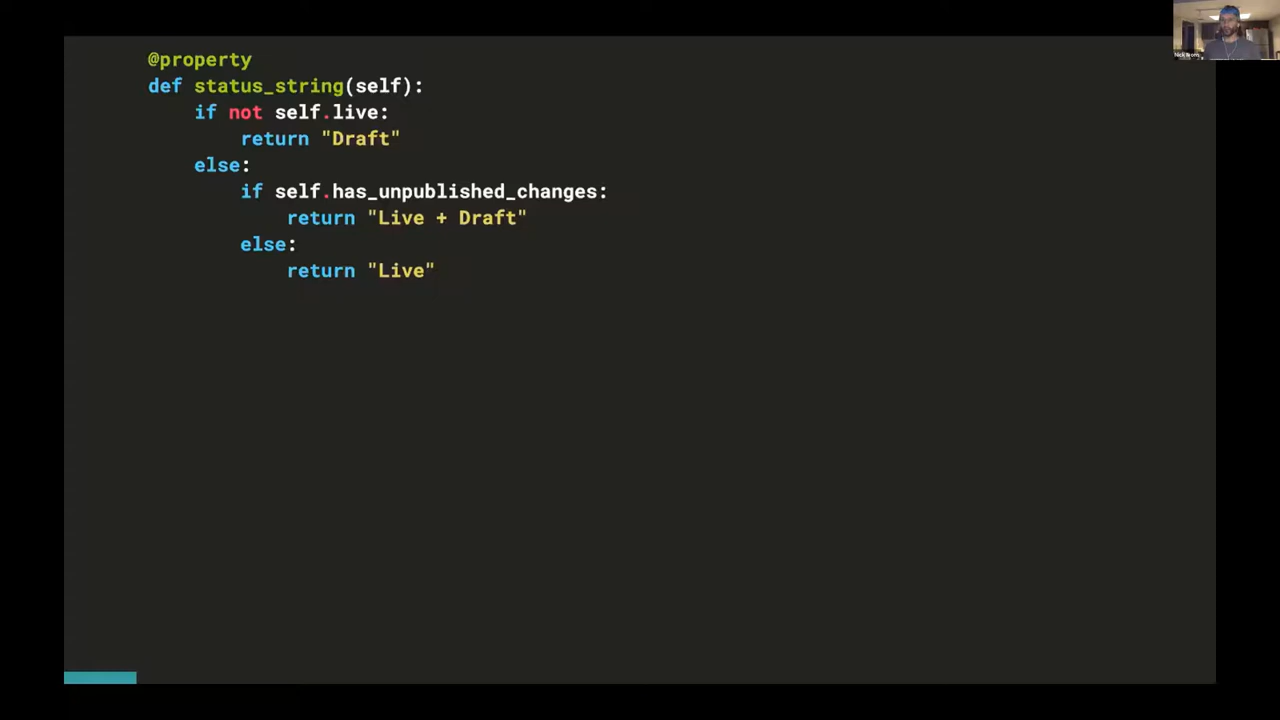 @property
def status_string(self):
    if not self.live:
        return "Draft"
    else:
        if self.has_unpublished_changes:
            return "Live + Draft"
        else:
            return "Live"